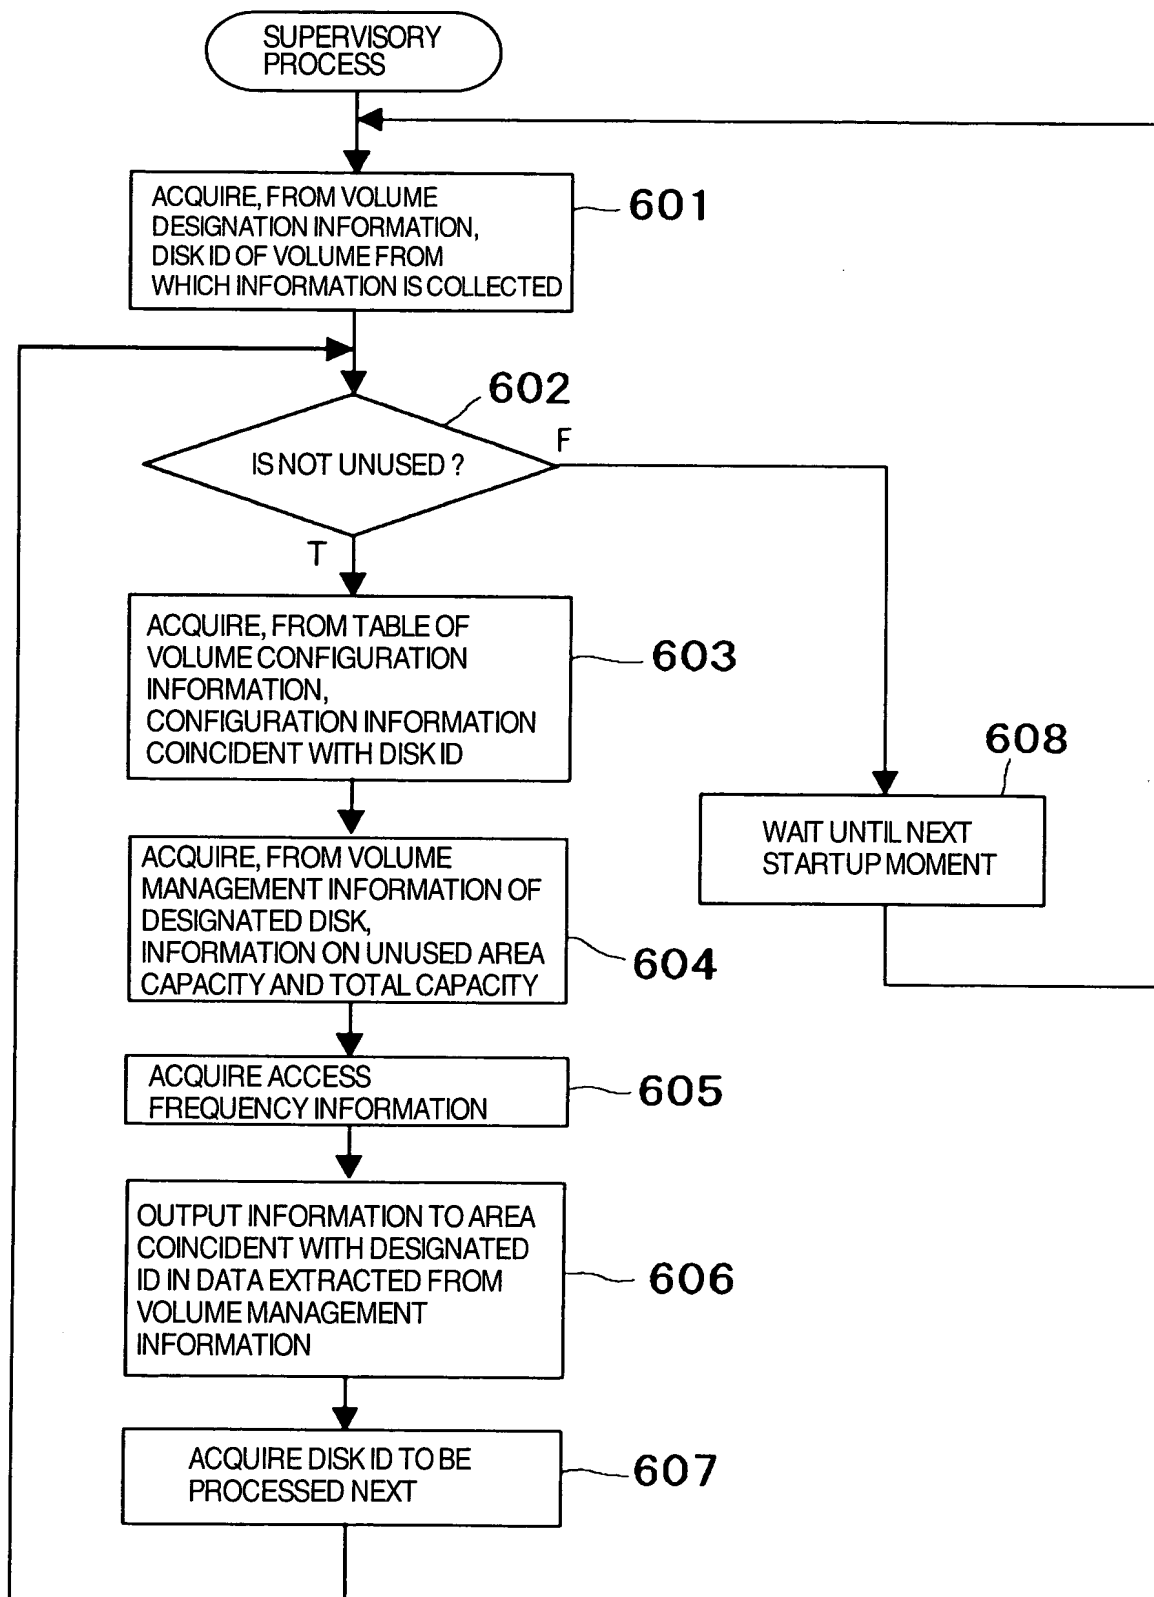 SUPERVISORY
PROCESS
ACQUIRE, FROM VOLUME
DESIGNATION INFORMATION,
DISK ID OF VOLUME FROM
WHICH INFORMATION IS COLLECTED
601
602
IS NOT UNUSED ?
F
T
ACQUIRE, FROM TABLE OF
VOLUME CONFIGURATION
INFORMATION,
CONFIGURATION INFORMATION
COINCIDENT WITH DISK ID
603
608
WAIT UNTIL NEXT
STARTUP MOMENT
ACQUIRE, FROM VOLUME
MANAGEMENT INFORMATION OF
DESIGNATED DISK,
INFORMATION ON UNUSED AREA
CAPACITY AND TOTAL CAPACITY
604
ACQUIRE ACCESS
FREQUENCY INFORMATION
605
OUTPUT INFORMATION TO AREA
COINCIDENT WITH DESIGNATED
ID IN DATA EXTRACTED FROM
VOLUME MANAGEMENT
INFORMATION
606
ACQUIRE DISK ID TO BE
PROCESSED NEXT
607